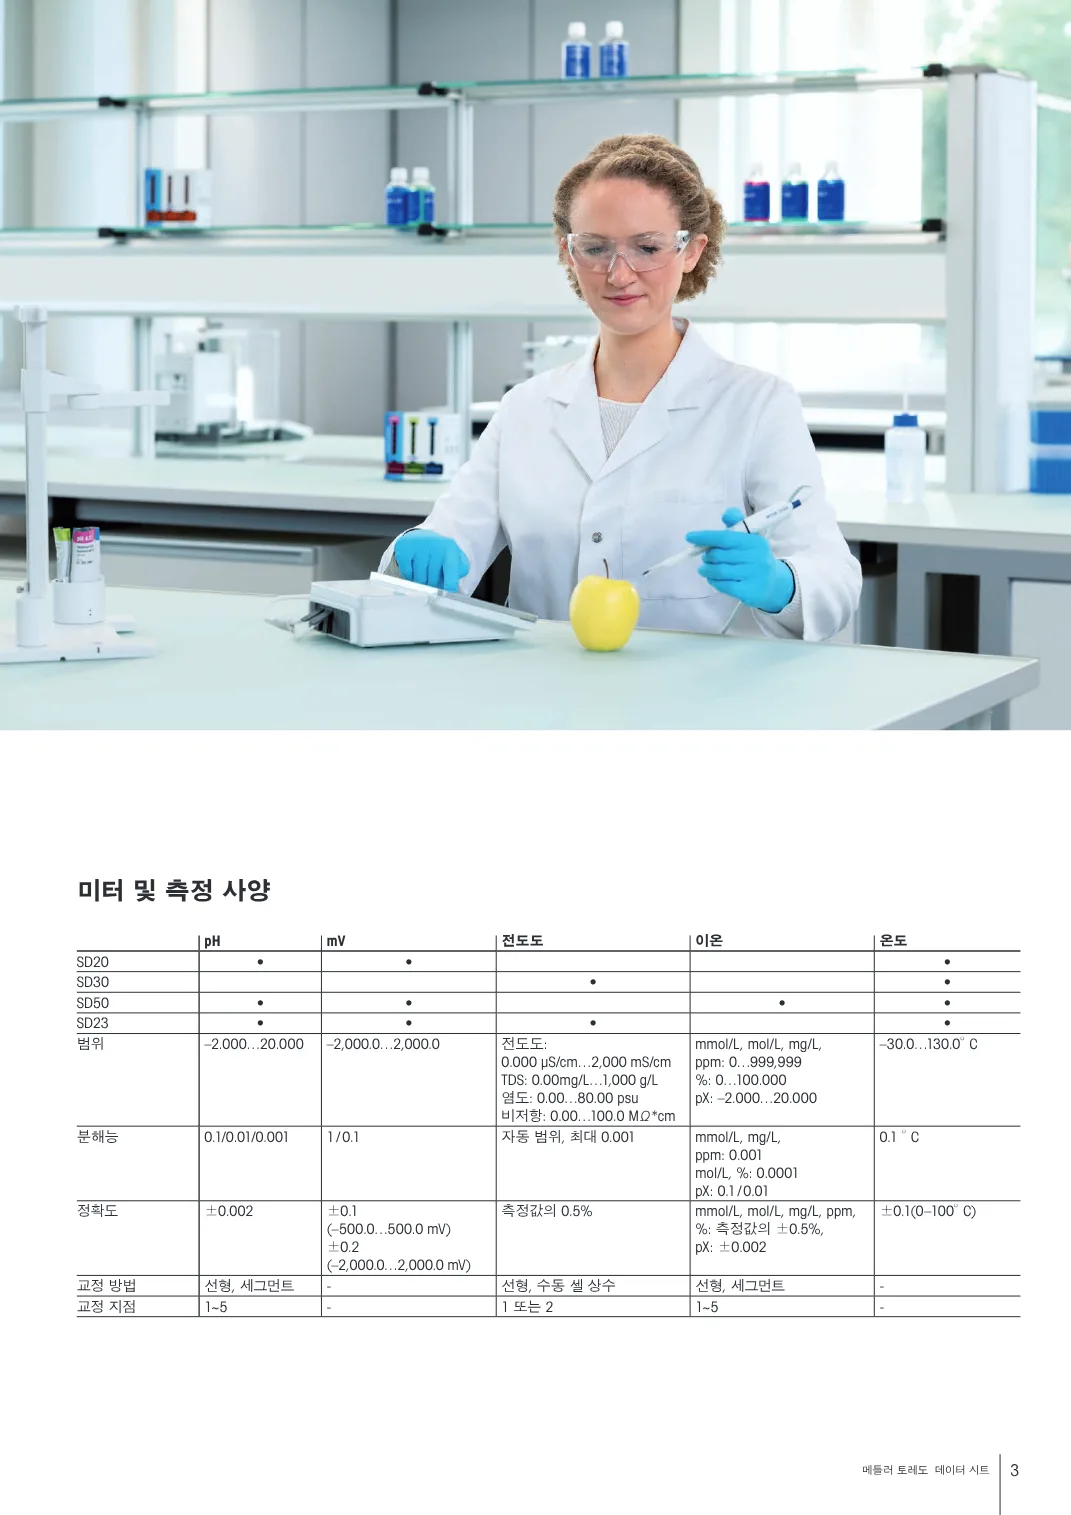 미터 및 측정 사양
pH mV 전도도 이온 온도
SD20 • • •
SD30 • •
SD50 • • • •
SD23 • • • •
범위 –2.000…20.000 –2,000.0…2,000.0 전도도: mmol/L, mol/L, mg/L, –30.0…130.0° C
0.000 µS/cm…2,000 mS/cm ppm: 0…999,999
TDS: 0.00mg/L…1,000 g/L %: 0…100.000
염도: 0.00…80.00 psu pX: –2.000…20.000
비저항: 0.00…100.0 MΩ*cm
분해능 0.1/0.01/0.001 1/0.1 자동 범위, 최대 0.001 mmol/L, mg/L, 0.1 ° C
ppm: 0.001
mol/L, %: 0.0001
pX: 0.1/0.01
정확도 ±0.002 ±0.1 측정값의 0.5% mmol/L, mol/L, mg/L, ppm, ±0.1(0–100° C)
(–500.0…500.0 mV) %: 측정값의 ±0.5%,
±0.2 pX: ±0.002
(–2,000.0…2,000.0 mV)
교정 방법 선형, 세그먼트 - 선형, 수동 셀 상수 선형, 세그먼트 -
교정 지점 1~5 - 1 또는 2 1~5 -
메틀러 토레도 데이터 시트 3